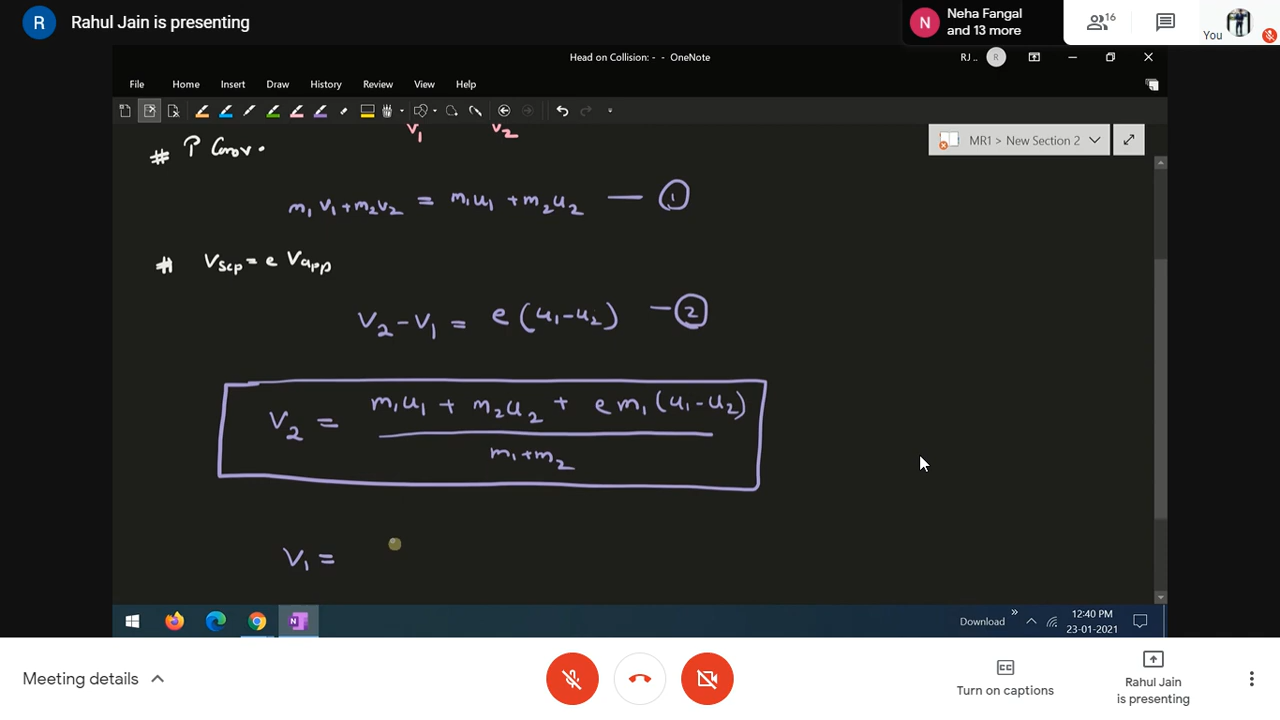 R Rahul Jain is presenting
N Neha Fangal and 13 more
16
You
Head on Collision: - - OneNote
RJ .. R
File Home Insert Draw History Review View Help
MR1 > New Section 2
V₁ V₂
# P Conv.
m₁V₁+m₂V₂ = m₁u₁+m₂u₂ — ①
# Vsep = e Vapp
V₂-V₁ = e(u₁-u₂) — ②
V₂ = (m₁u₁ + m₂u₂ + em₁(u₁-u₂)) / (m₁+m₂)
V₁ =
Download
12:40 PM
23-01-2021
Meeting details
Turn on captions
Rahul Jain
is presenting